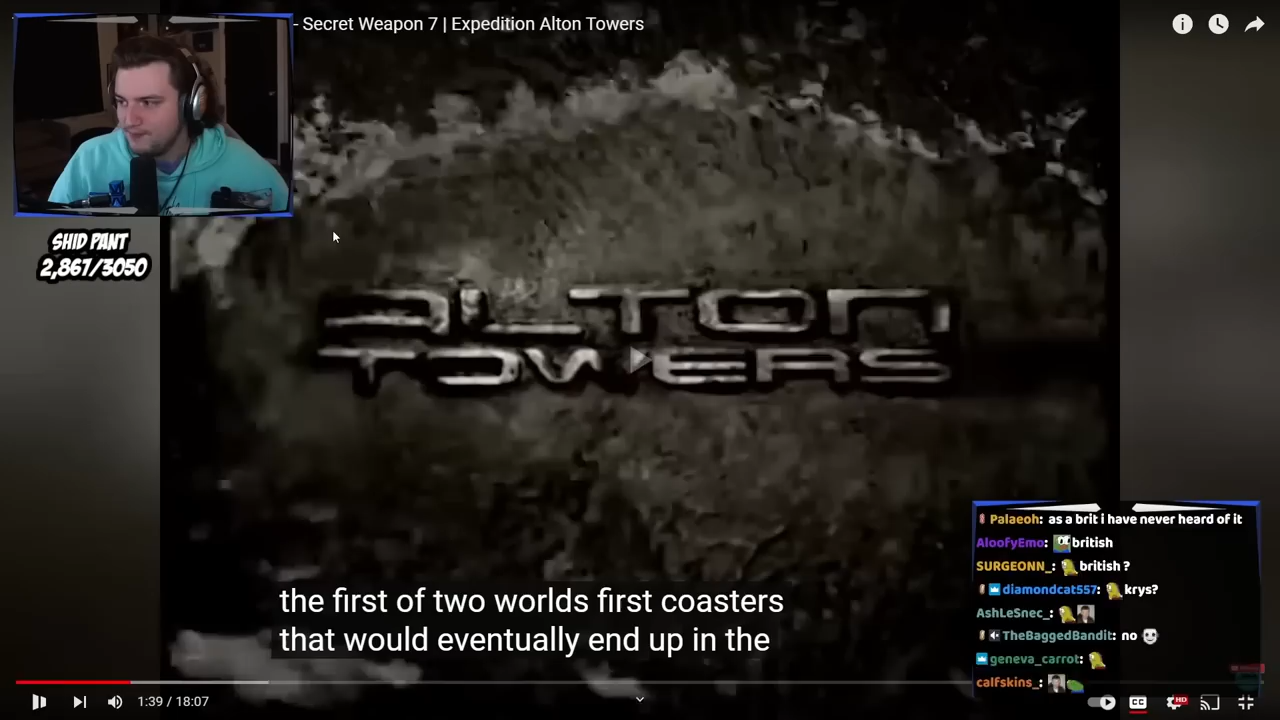 - Secret Weapon 7 | Expedition Alton Towers
SHID PANT
2,867/3050
ALTON
TOWERS
the first of two worlds first coasters
that would eventually end up in the
Palaeoh: as a brit i have never heard of it
AloofyEmo: british
SURGEONN_: british ?
diamondcat557: krys?
AshLeSnec_:
TheBaggedBandit: no
geneva_carrot:
calfskins_:
1:39 / 18:07
CC
HD